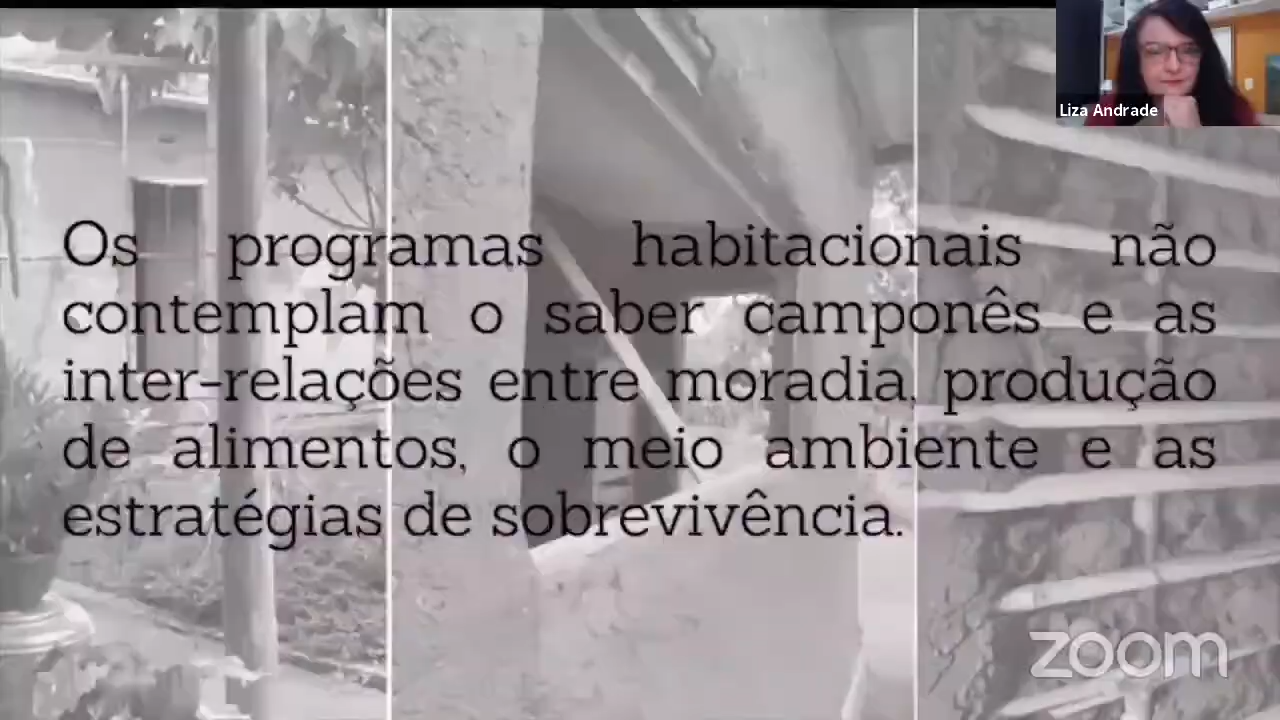 Liza Andrade
Os programas habitacionais não
contemplam o saber camponês e as
inter-relações entre moradia, produção
de alimentos, o meio ambiente e as
estratégias de sobrevivência.
zoom